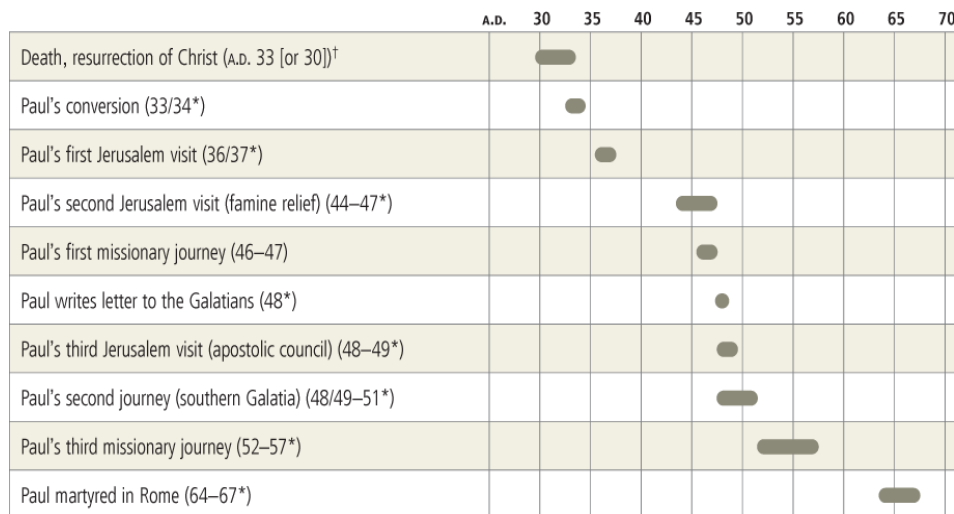 A.D. 30 35 40 45 50 55 60 65 70
Death, resurrection of Christ (A.D. 33 [or 30])†
Paul’s conversion (33/34*)
Paul’s first Jerusalem visit (36/37*)
Paul’s second Jerusalem visit (famine relief) (44–47*)
Paul’s first missionary journey (46–47)
Paul writes letter to the Galatians (48*)
Paul’s third Jerusalem visit (apostolic council) (48–49*)
Paul’s second journey (southern Galatia) (48/49–51*)
Paul’s third missionary journey (52–57*)
Paul martyred in Rome (64–67*)